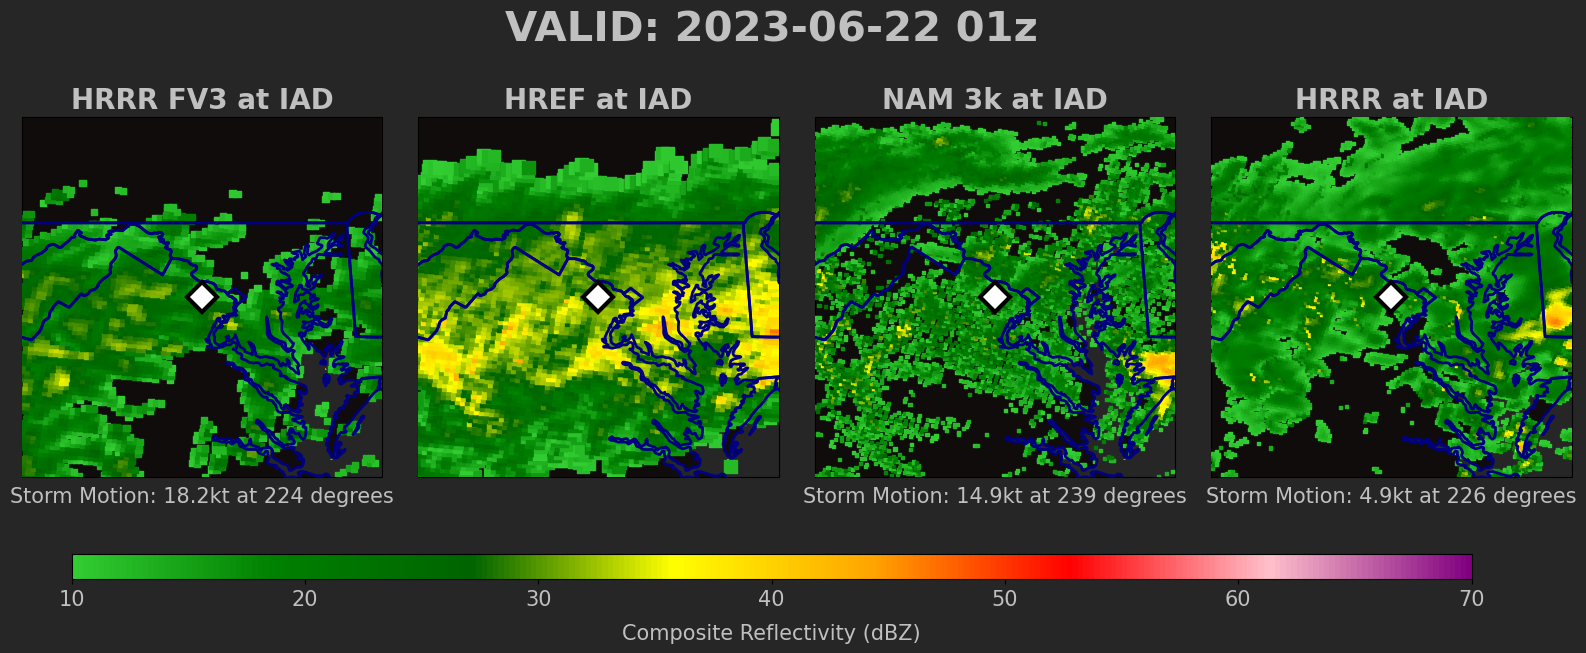 VALID: 2023-06-22 01z
HRRR FV3 at IAD
HREF at IAD
NAM 3k at IAD
HRRR at IAD
Storm Motion: 18.2kt at 224 degrees
Storm Motion: 14.9kt at 239 degrees
Storm Motion: 4.9kt at 226 degrees
10 20 30 40 50 60 70
Composite Reflectivity (dBZ)